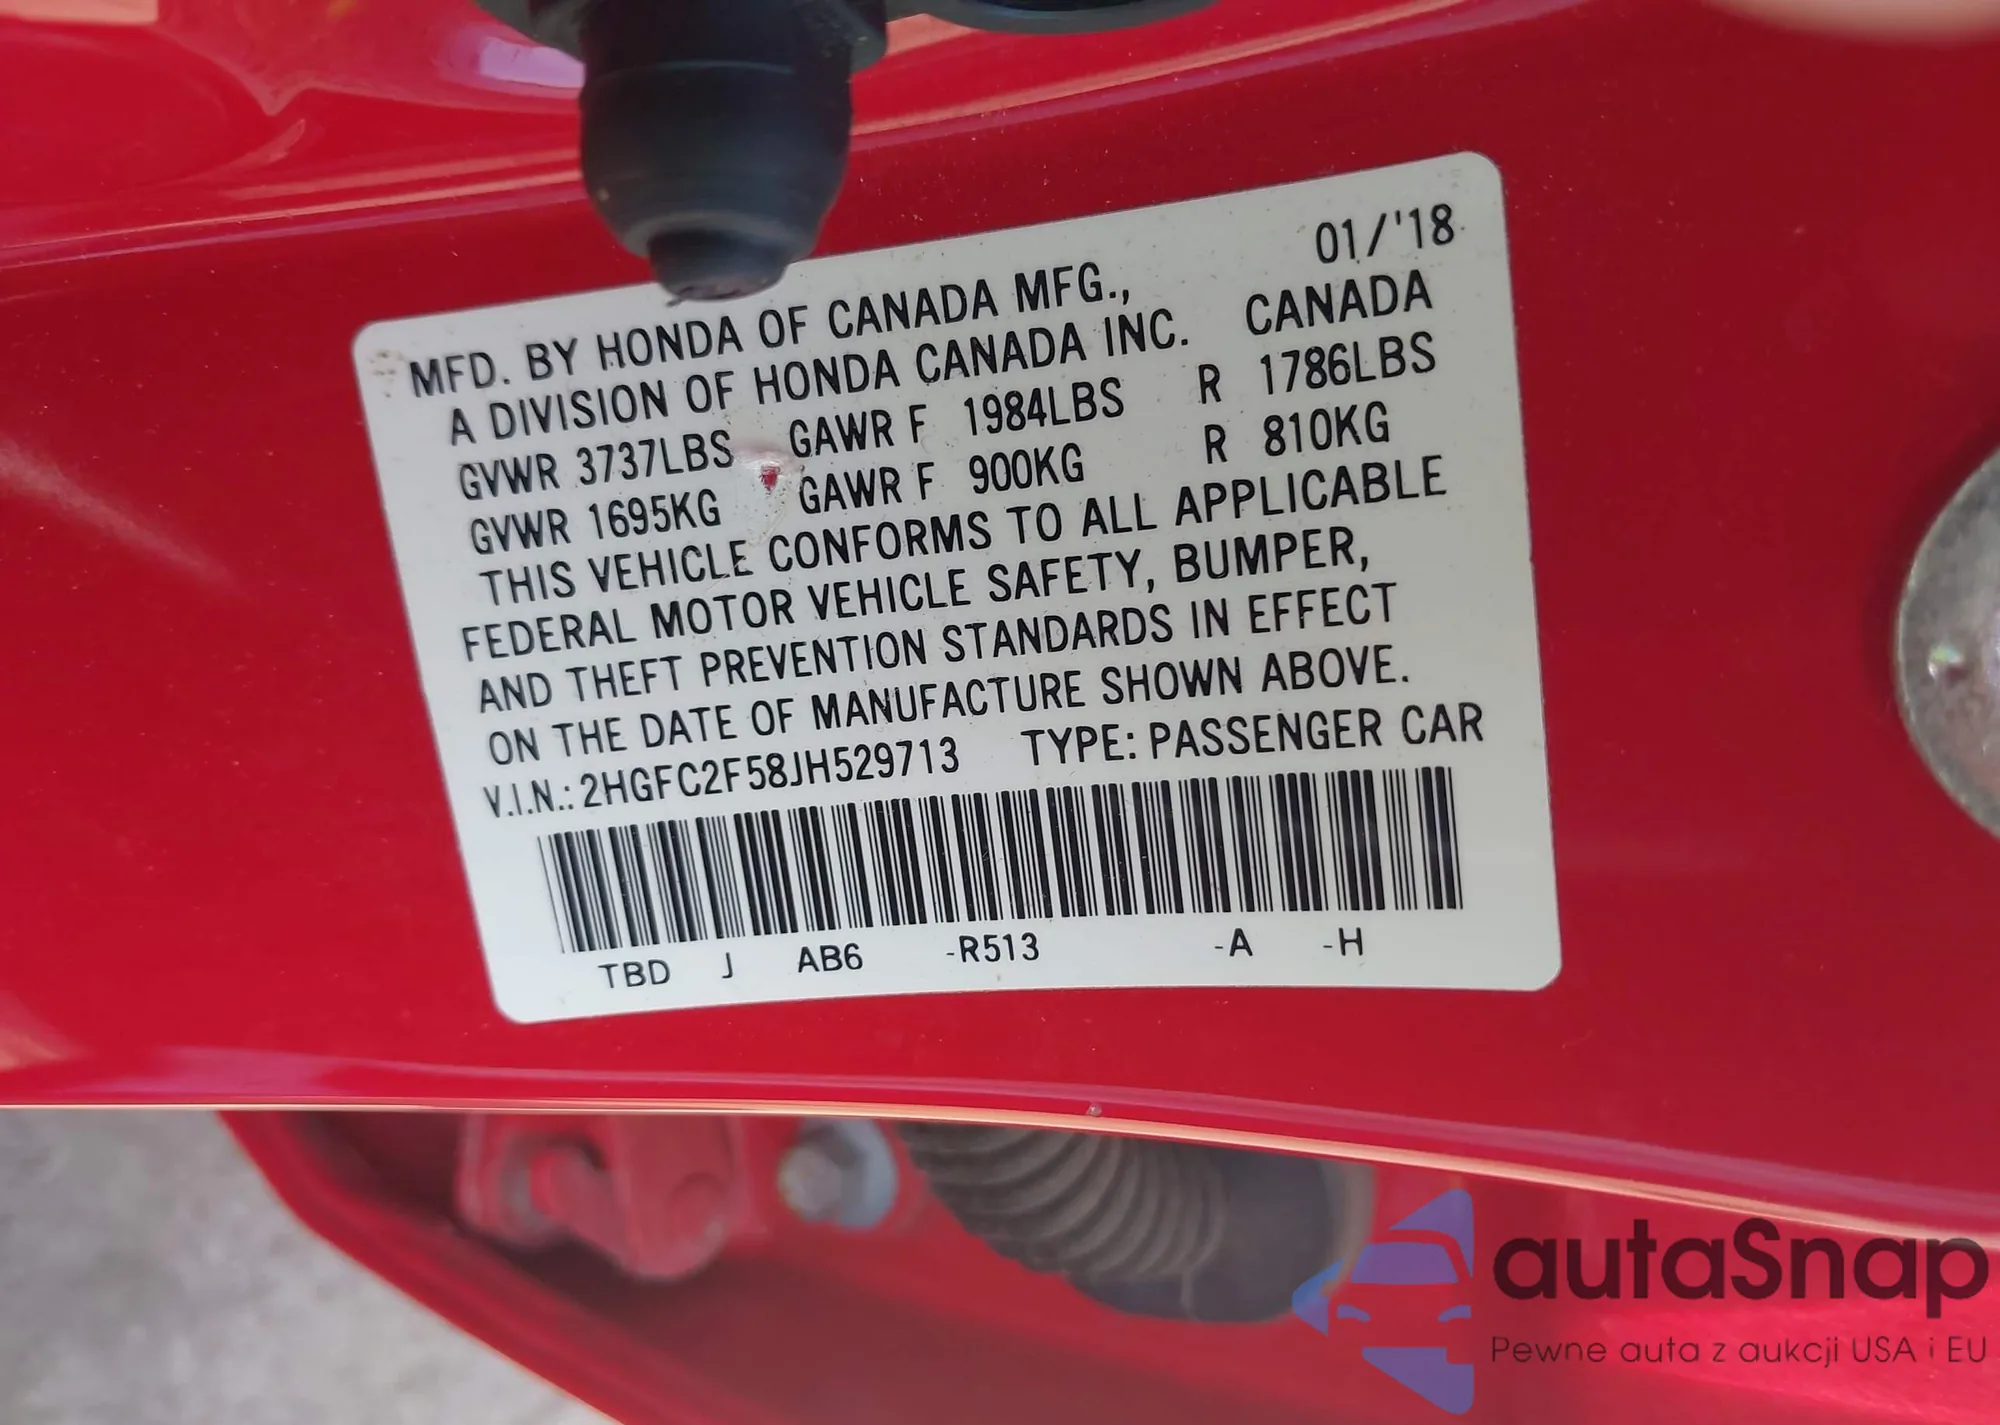 01/'18
MFD. BY HONDA OF CANADA MFG.,
A DIVISION OF HONDA CANADA INC. CANADA
GVWR 3737LBS GAWR F 1984LBS R 1786LBS
GVWR 1695KG GAWR F 900KG R 810KG
THIS VEHICLE CONFORMS TO ALL APPLICABLE
FEDERAL MOTOR VEHICLE SAFETY, BUMPER,
AND THEFT PREVENTION STANDARDS IN EFFECT
ON THE DATE OF MANUFACTURE SHOWN ABOVE.
V.I.N.: 2HGFC2F58JH529713 TYPE: PASSENGER CAR
TBD J AB6 -R513 -A -H
autaSnap
Pewne auta z aukcji USA i EU